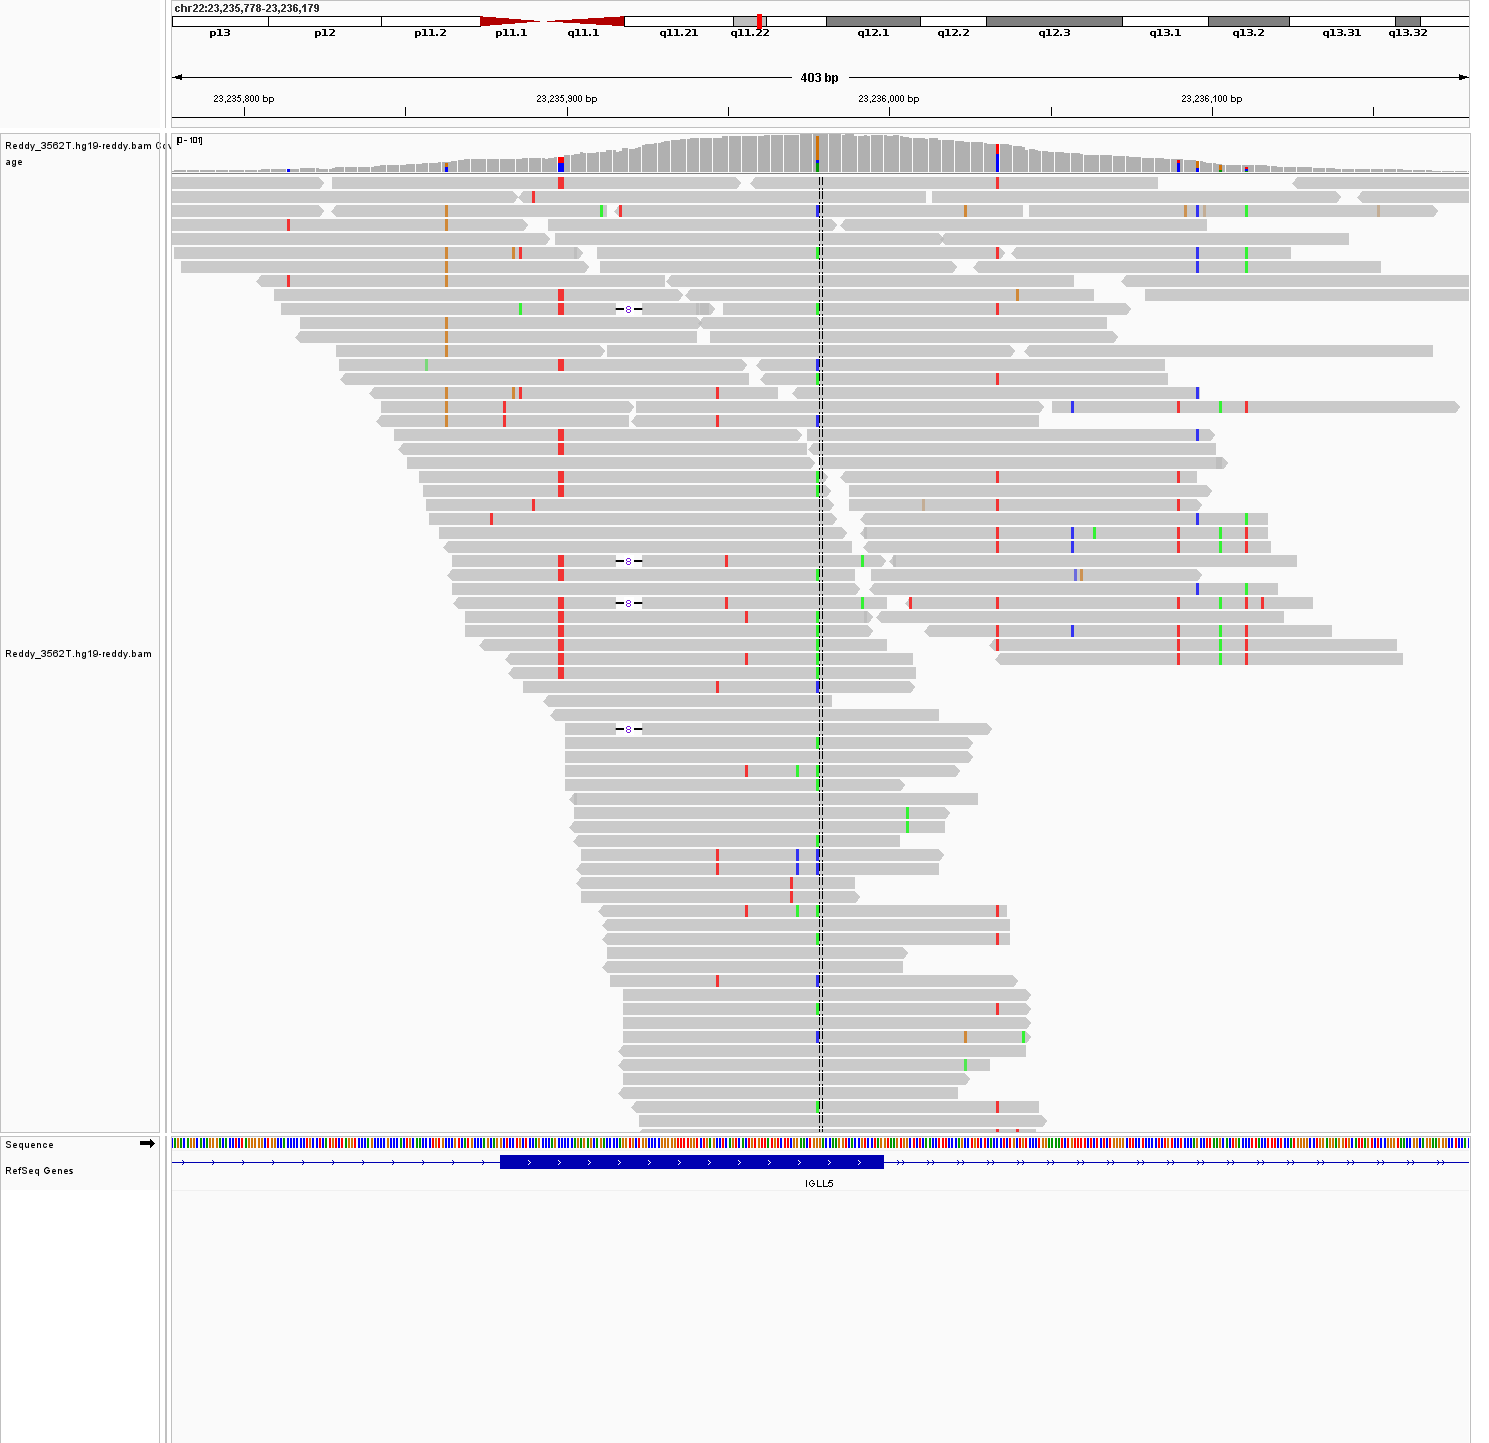 chr22:23,235,778-23,236,179
p13 p12 p11.2 p11.1 q11.1 q11.21 q11.22 q12.1 q12.2 q12.3 q13.1 q13.2 q13.31 q13.32
403 bp
23,235,800 bp 23,235,900 bp 23,236,000 bp 23,236,100 bp
[0 - 101]
Reddy_3562T.hg19-reddy.bam Cov
age
8
8
8
Reddy_3562T.hg19-reddy.bam
8
Sequence
RefSeq Genes
IGLL5